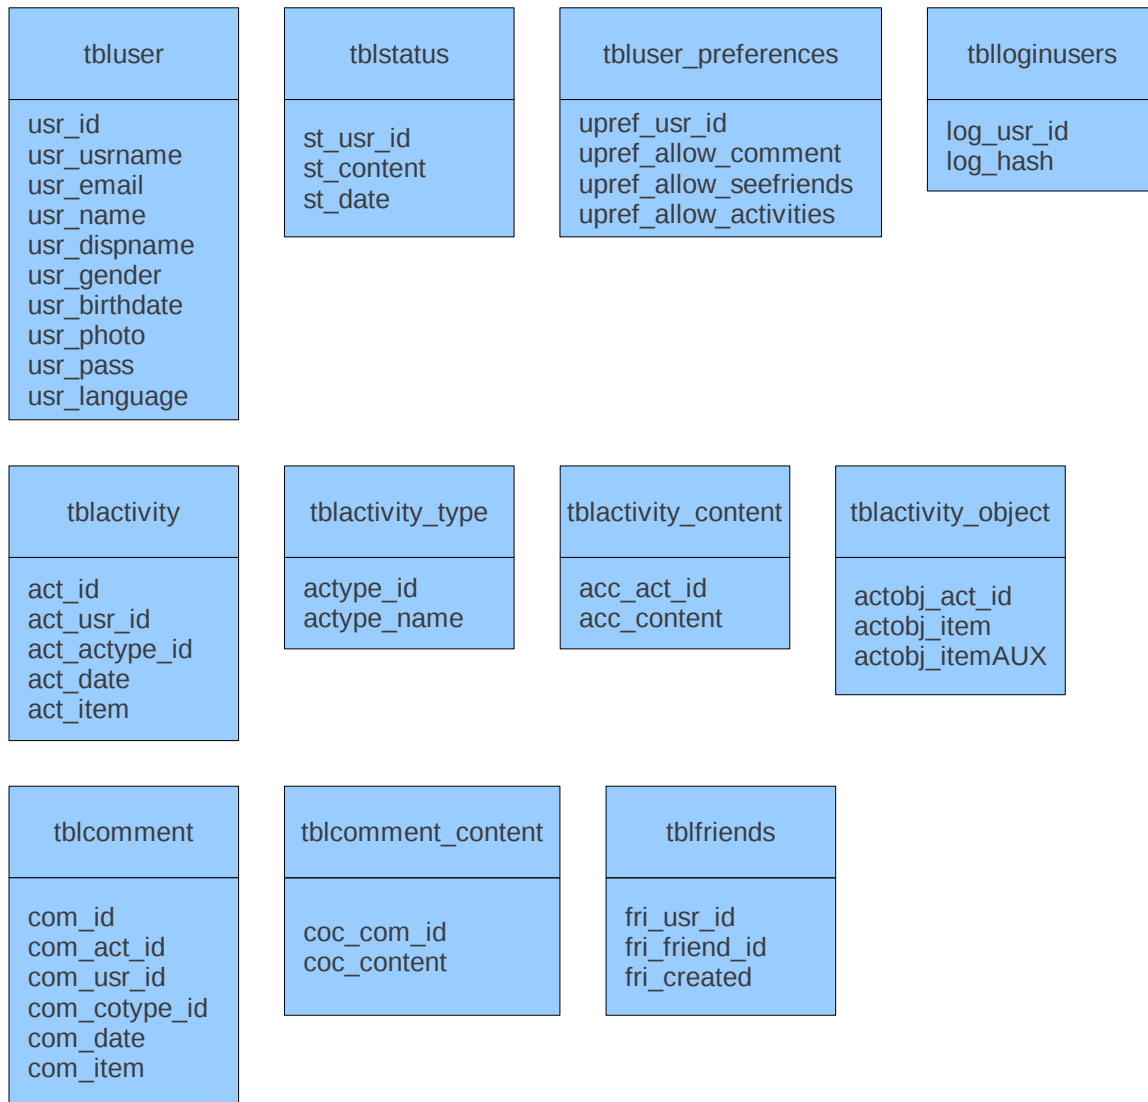 tbluser
usr_id
usr_usrname
usr_email
usr_name
usr_dispname
usr_gender
usr_birthdate
usr_photo
usr_pass
usr_language
tblstatus
st_usr_id
st_content
st_date
tbluser_preferences
upref_usr_id
upref_allow_comment
upref_allow_seefriends
upref_allow_activities
tblloginusers
log_usr_id
log_hash
tblactivity
act_id
act_usr_id
act_actype_id
act_date
act_item
tblactivity_type
actype_id
actype_name
tblactivity_content
acc_act_id
acc_content
tblactivity_object
actobj_act_id
actobj_item
actobj_itemAUX
tblcomment
com_id
com_act_id
com_usr_id
com_cotype_id
com_date
com_item
tblcomment_content
coc_com_id
coc_content
tblfriends
fri_usr_id
fri_friend_id
fri_created